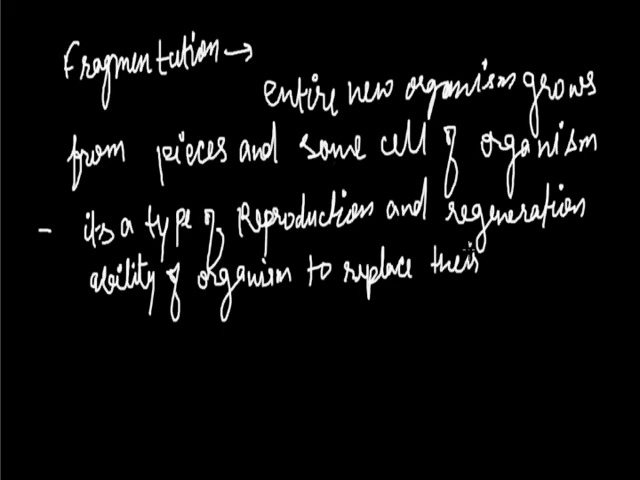 Fragmentation →
entire new organism grows
from pieces and some cell of organism
- its a type of Reproduction and regeneration
ability of organism to replace their